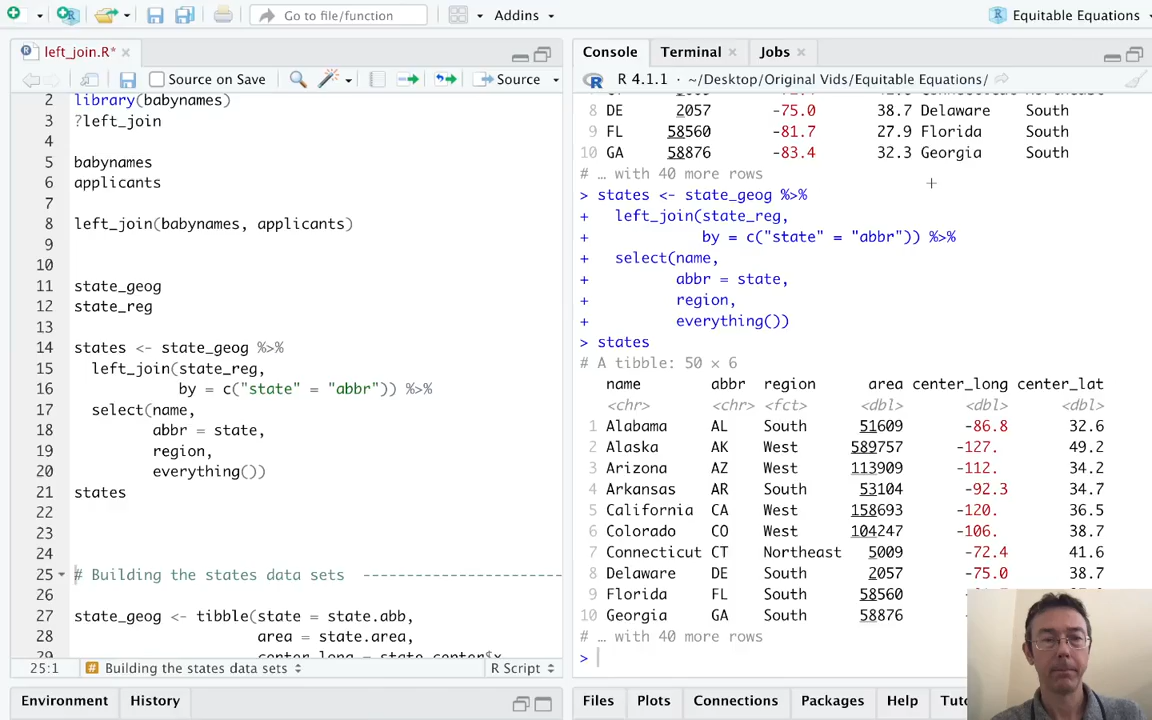 Go to file/function
Addins
Equitable Equations
left_join.R*
Source on Save
Source
2 library(babynames)
3 ?left_join
4
5 babynames
6 applicants
7
8 left_join(babynames, applicants)
9
10
11 state_geog
12 state_reg
13
14 states <- state_geog %>%
15 left_join(state_reg,
16 by = c("state" = "abbr")) %>%
17 select(name,
18 abbr = state,
19 region,
20 everything())
21 states
22
23
24
25 # Building the states data sets ----------------------
26
27 state_geog <- tibble(state = state.abb,
28 area = state.area,
29 center_long = state.center$x
25:1
Building the states data sets
R Script
Environment
History
Console
Terminal
Jobs
R 4.1.1 · ~/Desktop/Original Vids/Equitable Equations/
8 DE 2057 -75.0 38.7 Delaware South
9 FL 58560 -81.7 27.9 Florida South
10 GA 58876 -83.4 32.3 Georgia South
# … with 40 more rows
> states <- state_geog %>%
+ left_join(state_reg,
+ by = c("state" = "abbr")) %>%
+ select(name,
+ abbr = state,
+ region,
+ everything())
> states
# A tibble: 50 × 6
name abbr region area center_long center_lat
<chr> <chr> <fct> <dbl> <dbl> <dbl>
1 Alabama AL South 51609 -86.8 32.6
2 Alaska AK West 589757 -127. 49.2
3 Arizona AZ West 113909 -112. 34.2
4 Arkansas AR South 53104 -92.3 34.7
5 California CA West 158693 -120. 36.5
6 Colorado CO West 104247 -106. 38.7
7 Connecticut CT Northeast 5009 -72.4 41.6
8 Delaware DE South 2057 -75.0 38.7
9 Florida FL South 58560
10 Georgia GA South 58876
# … with 40 more rows
>
Files
Plots
Connections
Packages
Help